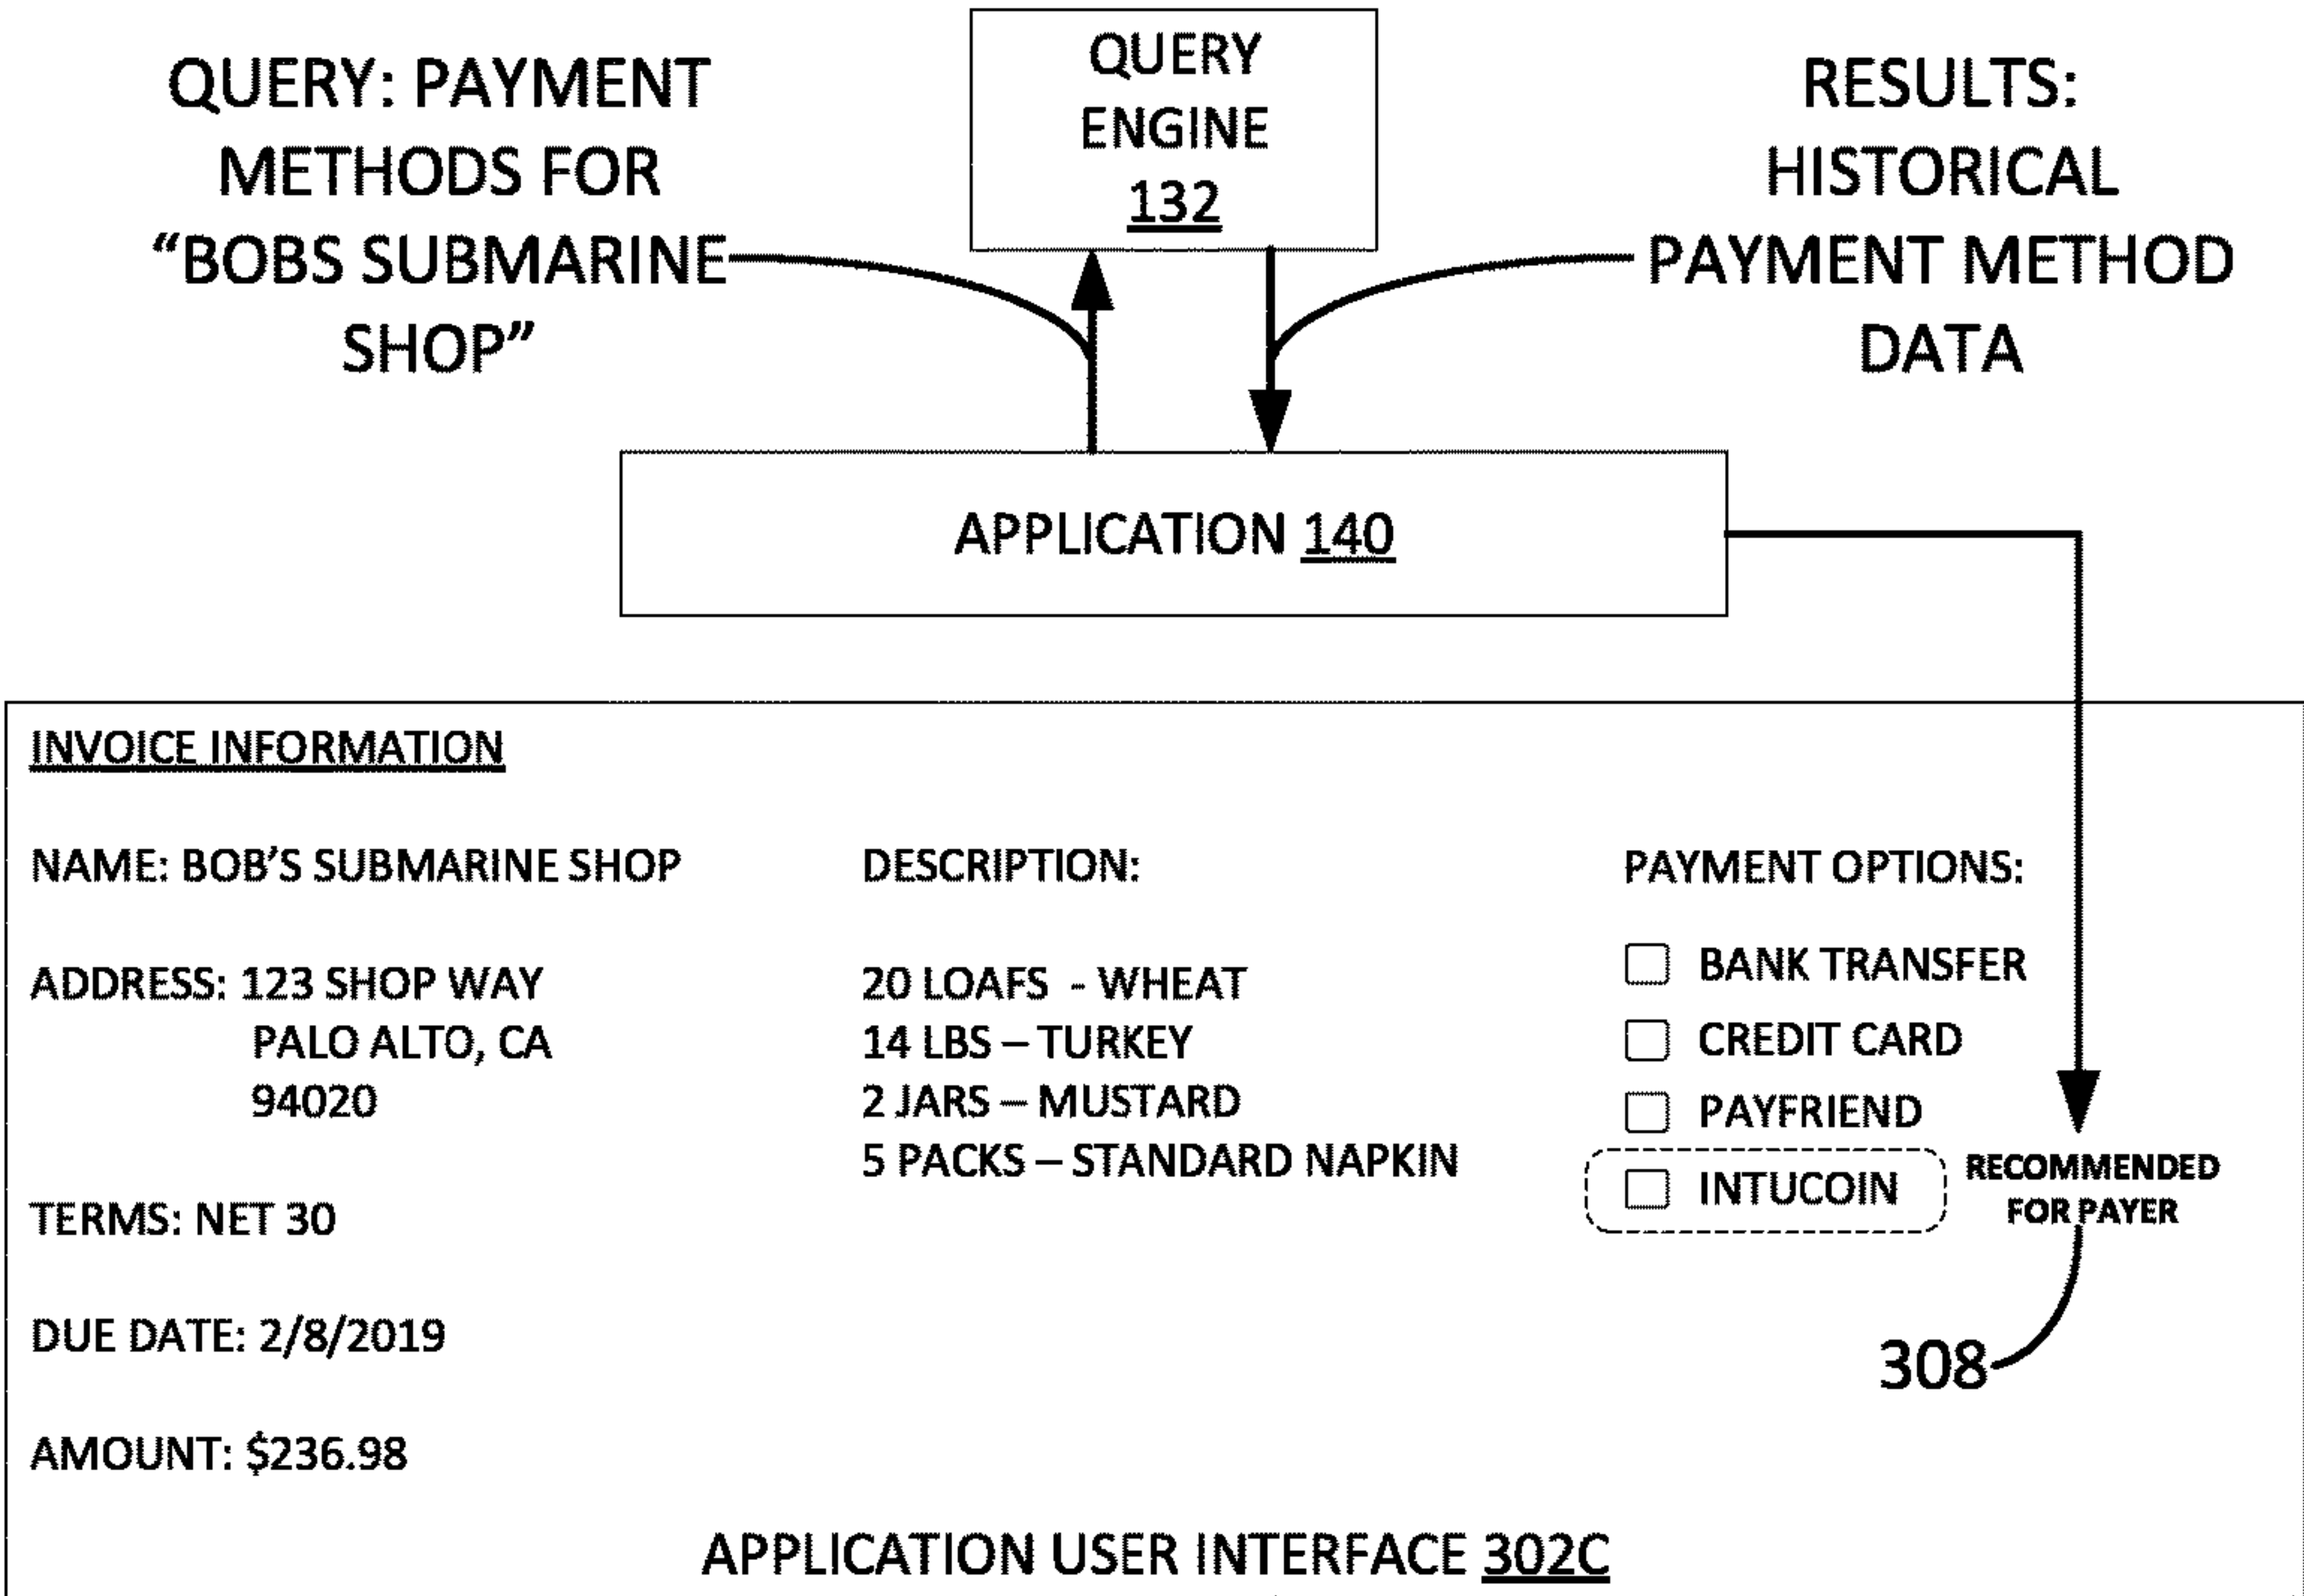 QUERY: PAYMENT
METHODS FOR
“BOBS SUBMARINE
SHOP”
QUERY
ENGINE
132
RESULTS:
HISTORICAL
PAYMENT METHOD
DATA
APPLICATION 140
INVOICE INFORMATION
NAME: BOB’S SUBMARINE SHOP
ADDRESS: 123 SHOP WAY
PALO ALTO, CA
94020
TERMS: NET 30
DUE DATE: 2/8/2019
AMOUNT: $236.98
DESCRIPTION:
20 LOAFS - WHEAT
14 LBS – TURKEY
2 JARS – MUSTARD
5 PACKS – STANDARD NAPKIN
PAYMENT OPTIONS:
BANK TRANSFER
CREDIT CARD
PAYFRIEND
INTUCOIN
RECOMMENDED
FOR PAYER
308
APPLICATION USER INTERFACE 302C